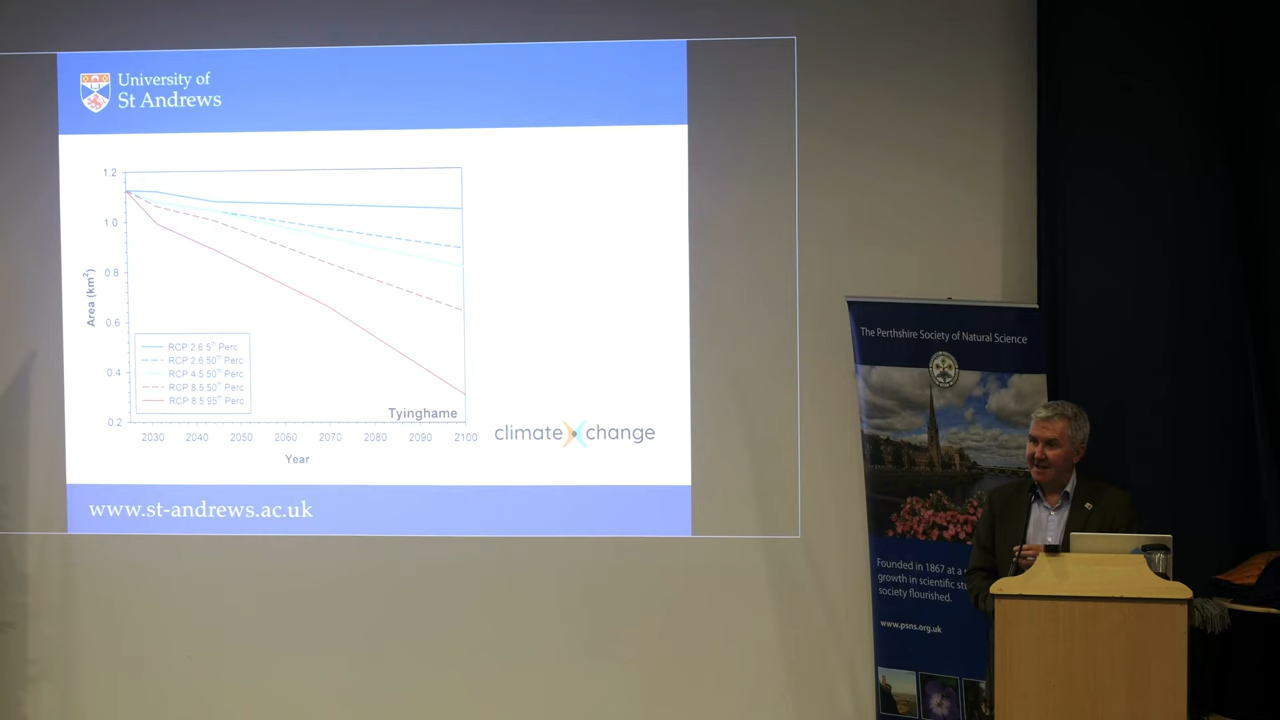 University of
St Andrews
1.2
1.0
0.8
0.6
0.4
0.2
Area (km²)
RCP 2.6 5th Perc
RCP 2.6 50th Perc
RCP 4.5 50th Perc
RCP 8.5 50th Perc
RCP 8.5 95th Perc
Tyinghame
2030 2040 2050 2060 2070 2080 2090 2100
Year
climate change
www.st-andrews.ac.uk
The Perthshire Society of Natural Science
Founded in 1867 at a
growth in scientific
society flourished.
www.psns.org.uk